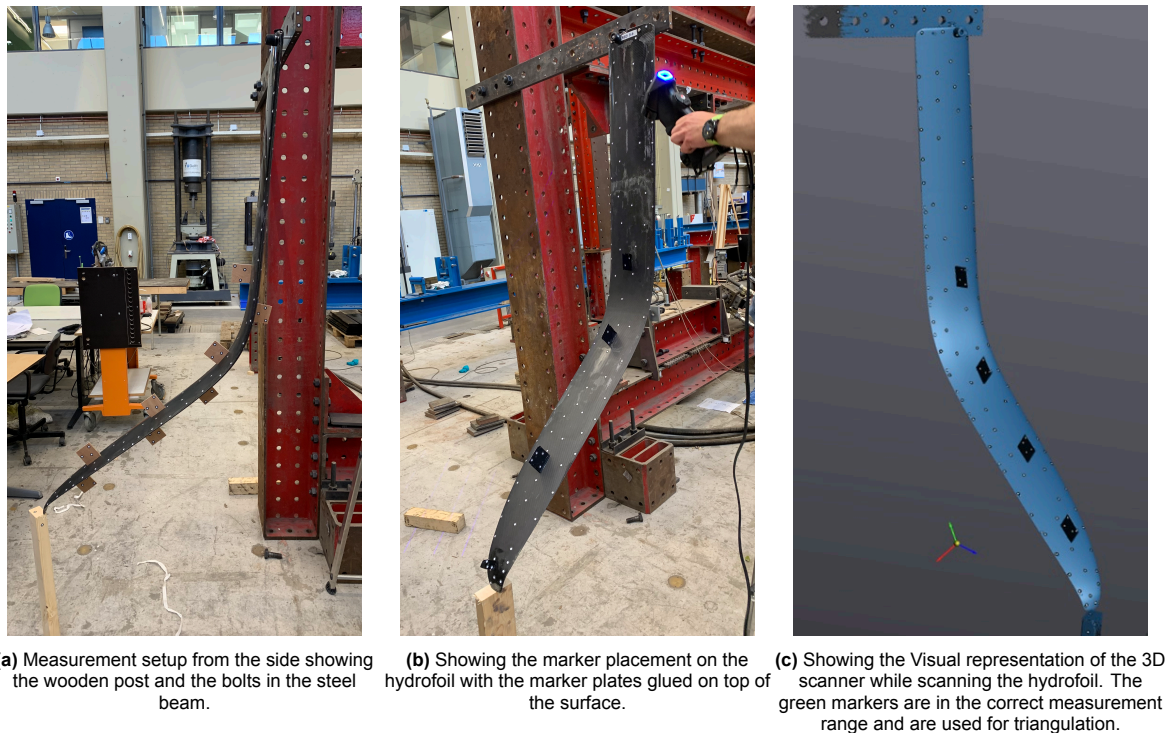 (a) Measurement setup from the side showing
the wooden post and the bolts in the steel
beam.
(b) Showing the marker placement on the
hydrofoil with the marker plates glued on top of
the surface.
(c) Showing the Visual representation of the 3D
scanner while scanning the hydrofoil. The
green markers are in the correct measurement
range and are used for triangulation.